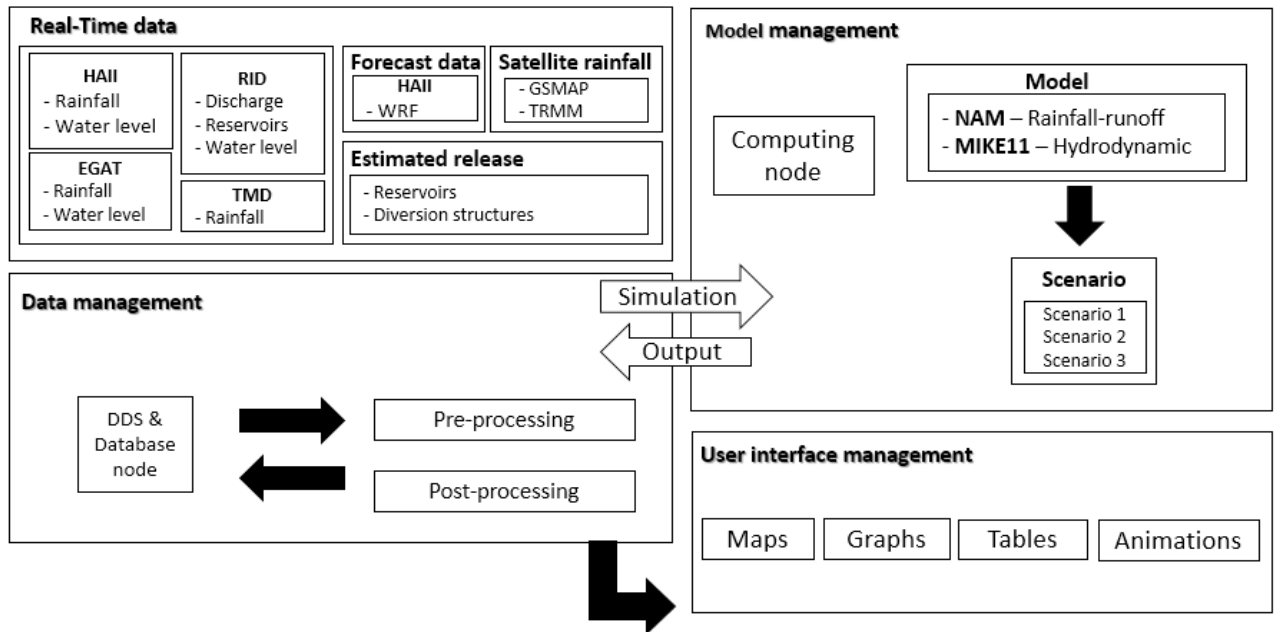 Real-Time data
HAII
- Rainfall
- Water level
EGAT
- Rainfall
- Water level
RID
- Discharge
- Reservoirs
- Water level
TMD
- Rainfall
Forecast data
HAII
- WRF
Satellite rainfall
- GSMAP
- TRMM
Estimated release
- Reservoirs
- Diversion structures
Model management
Computing
node
Model
- NAM – Rainfall-runoff
- MIKE11 – Hydrodynamic
Scenario
Scenario 1
Scenario 2
Scenario 3
Simulation
Output
Data management
DDS &
Database
node
Pre-processing
Post-processing
User interface management
Maps
Graphs
Tables
Animations